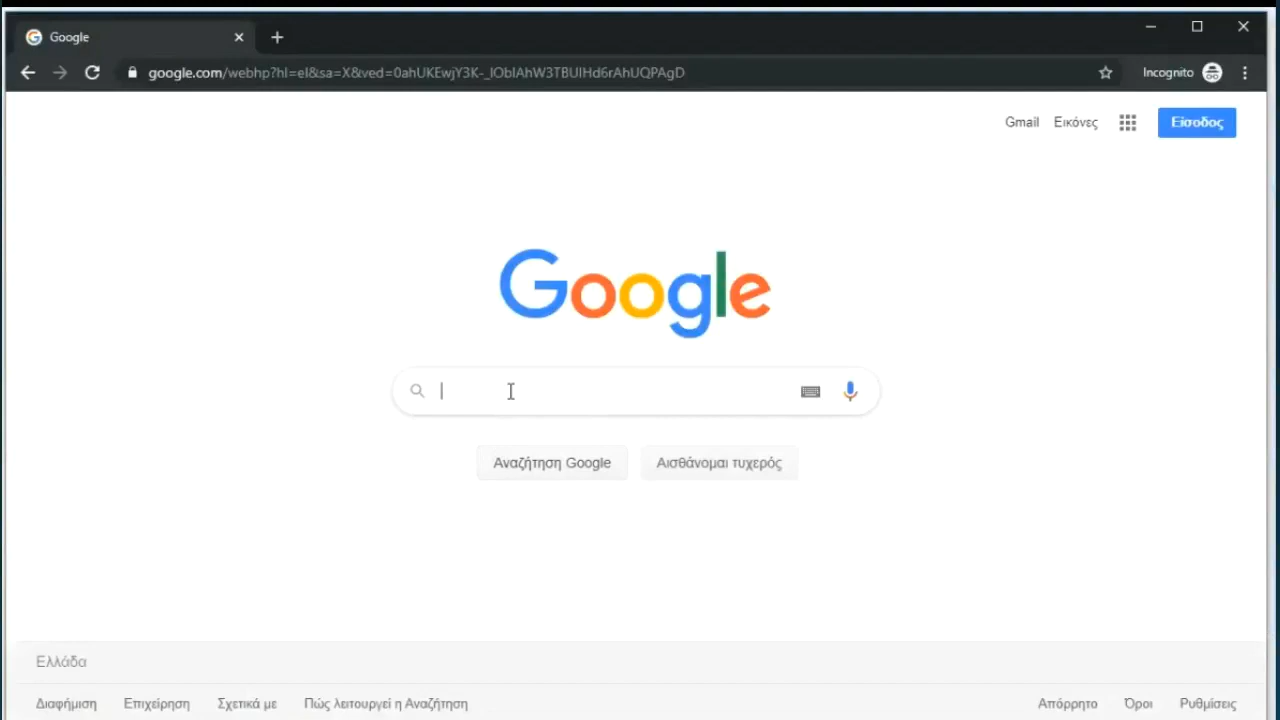 Google
google.com/webhp?hl=el&sa=X&ved=0ahUKEwjY3K-_lOblAhW3TBUIHd6rAhUQPAgD
Incognito
Gmail Εικόνες Είσοδος
Google
Αναζήτηση Google Αισθάνομαι τυχερός
Ελλάδα
Διαφήμιση Επιχείρηση Σχετικά με Πώς λειτουργεί η Αναζήτηση Απόρρητο Όροι Ρυθμίσεις